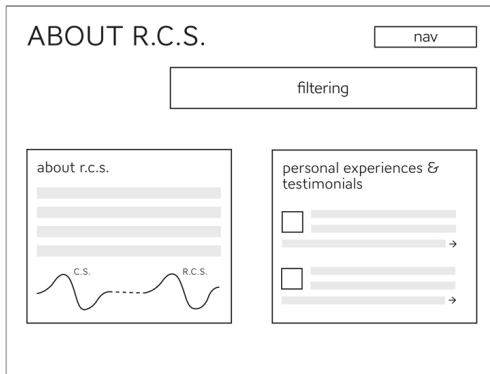 ABOUT R.C.S.
nav
filtering
about r.c.s.
C.S.
R.C.S.
personal experiences &
testimonials